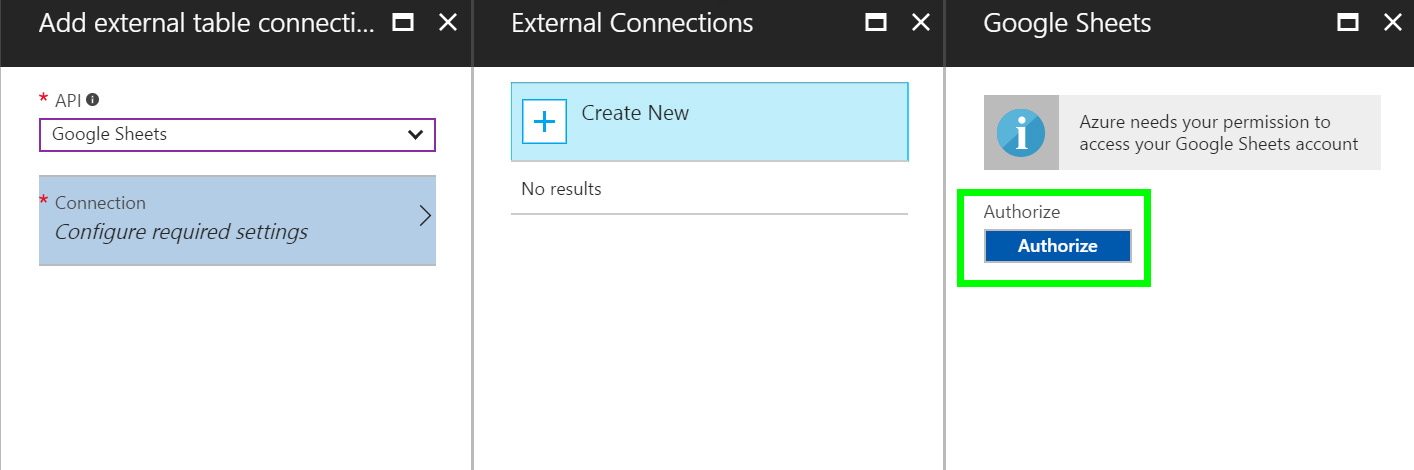 Add external table connecti...
* API
Google Sheets
* Connection
Configure required settings
External Connections
Create New
No results
Google Sheets
Azure needs your permission to
access your Google Sheets account
Authorize
Authorize